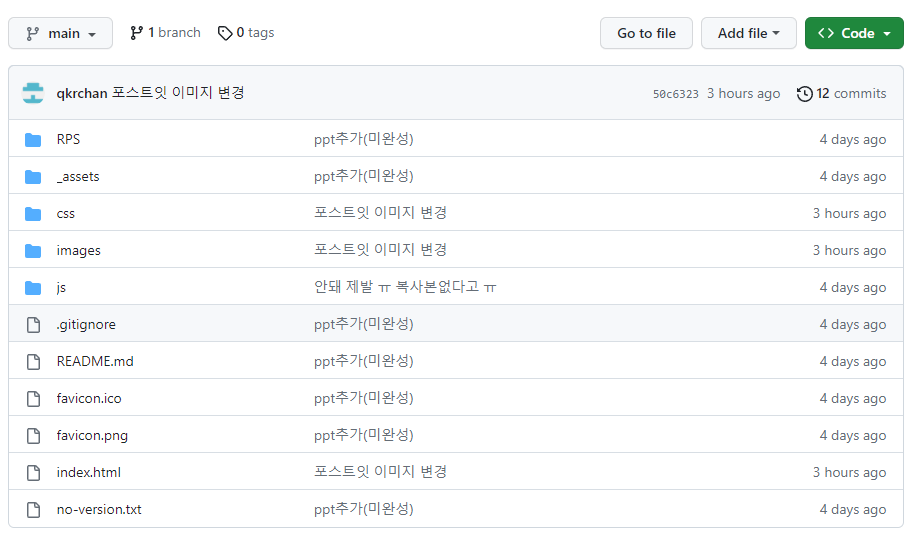 main 1 branch 0 tags Go to file Add file Code
qkrchan 포스트잇 이미지 변경 50c6323 3 hours ago 12 commits
RPS ppt추가(미완성) 4 days ago
_assets ppt추가(미완성) 4 days ago
css 포스트잇 이미지 변경 3 hours ago
images 포스트잇 이미지 변경 3 hours ago
js 안돼 제발 ㅠ 복사본없다고 ㅠ 4 days ago
.gitignore ppt추가(미완성) 4 days ago
README.md ppt추가(미완성) 4 days ago
favicon.ico ppt추가(미완성) 4 days ago
favicon.png ppt추가(미완성) 4 days ago
index.html 포스트잇 이미지 변경 3 hours ago
no-version.txt ppt추가(미완성) 4 days ago